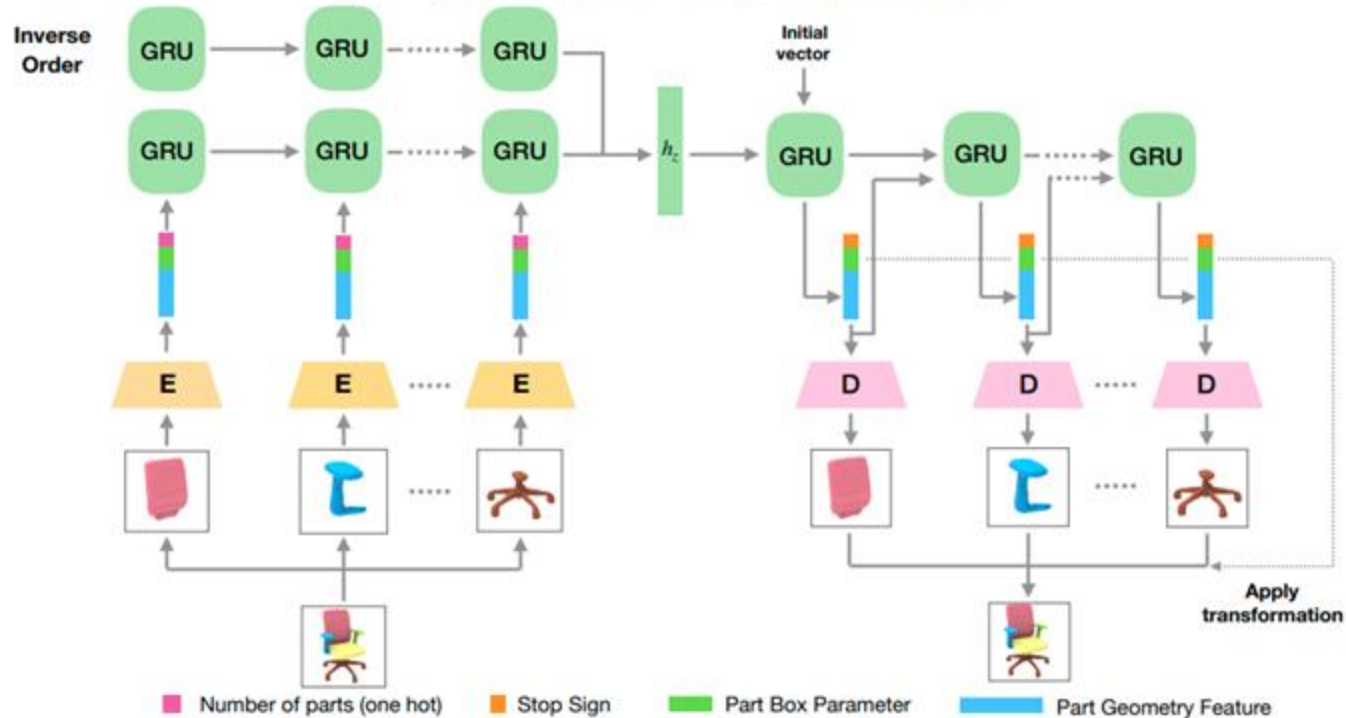 Inverse
Order
GRU
GRU
GRU
GRU
GRU
GRU
h_z
Initial
vector
GRU
GRU
GRU
E
E
E
D
D
D
Apply
transformation
Number of parts (one hot)
Stop Sign
Part Box Parameter
Part Geometry Feature